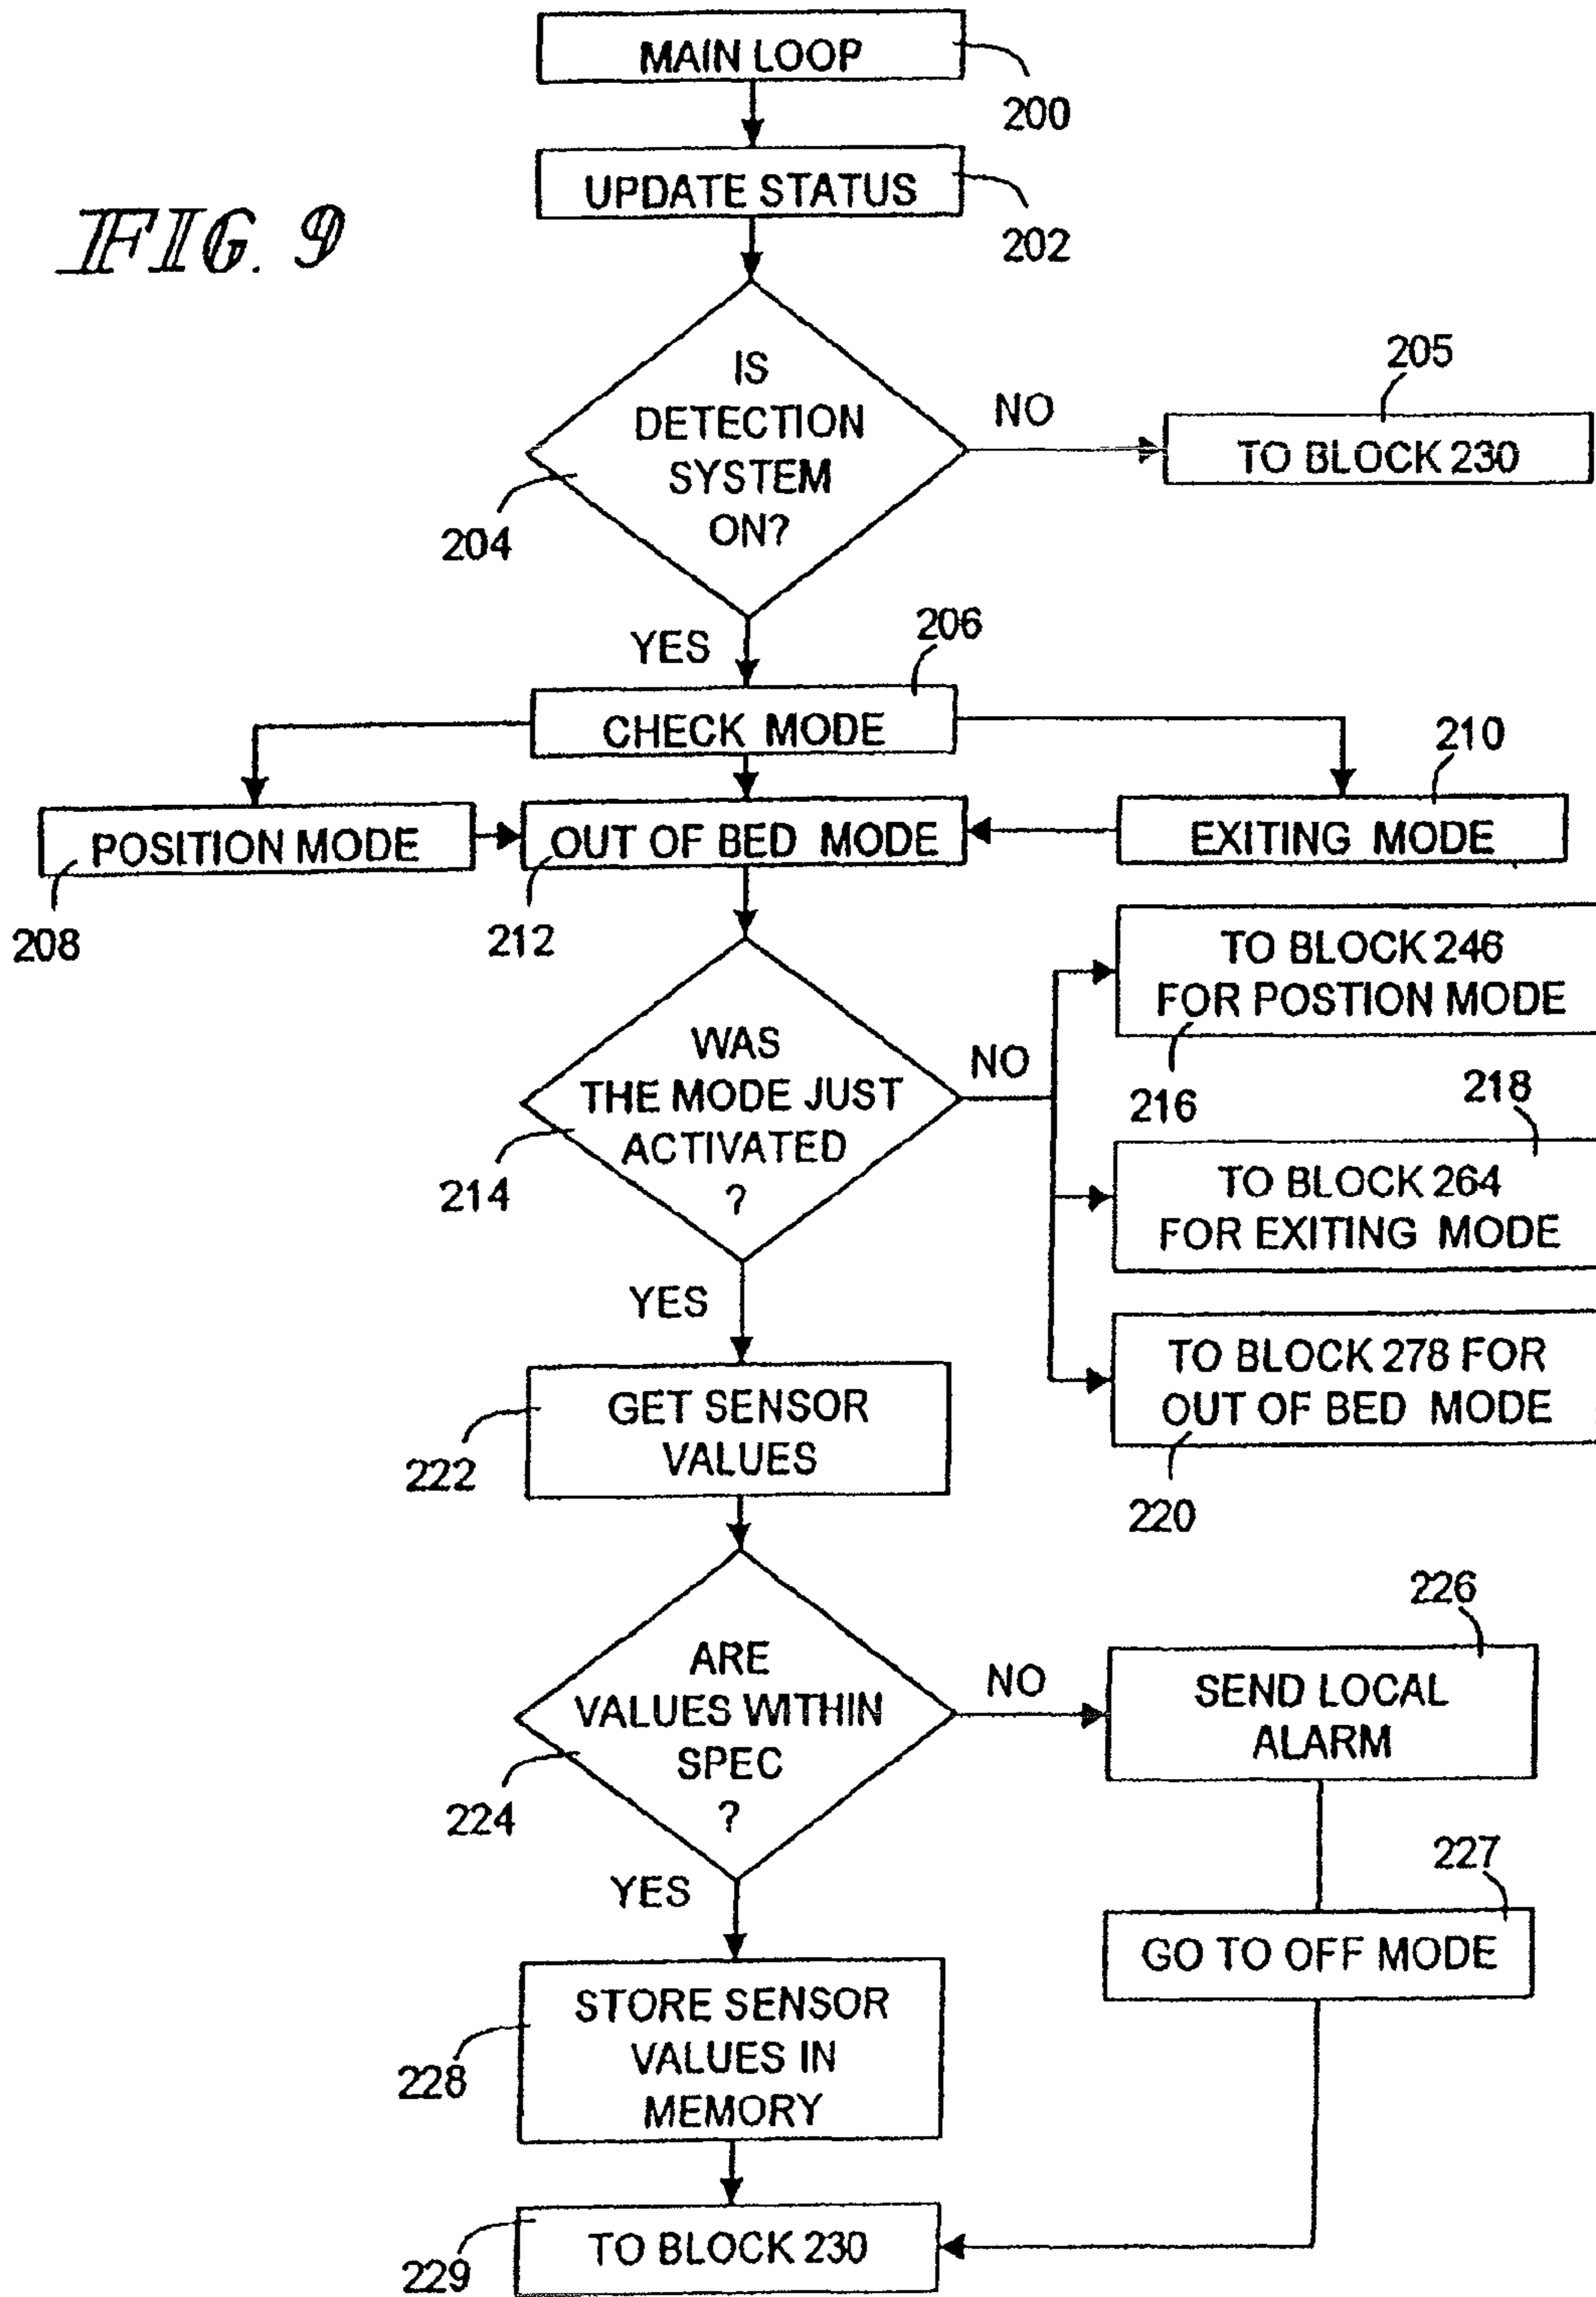 MAIN LOOP
200
UPDATE STATUS
202
FIG. 9
IS
DETECTION
SYSTEM
ON?
204
NO
205
TO BLOCK 230
YES
206
CHECK MODE
210
POSITION MODE
OUT OF BED MODE
EXITING MODE
208
212
TO BLOCK 246
FOR POSTION MODE
216
WAS
THE MODE JUST
ACTIVATED
?
214
NO
218
TO BLOCK 264
FOR EXITING MODE
TO BLOCK 278 FOR
OUT OF BED MODE
220
YES
GET SENSOR
VALUES
222
ARE
VALUES WITHIN
SPEC
?
224
NO
226
SEND LOCAL
ALARM
227
GO TO OFF MODE
YES
STORE SENSOR
VALUES IN
MEMORY
228
TO BLOCK 230
229